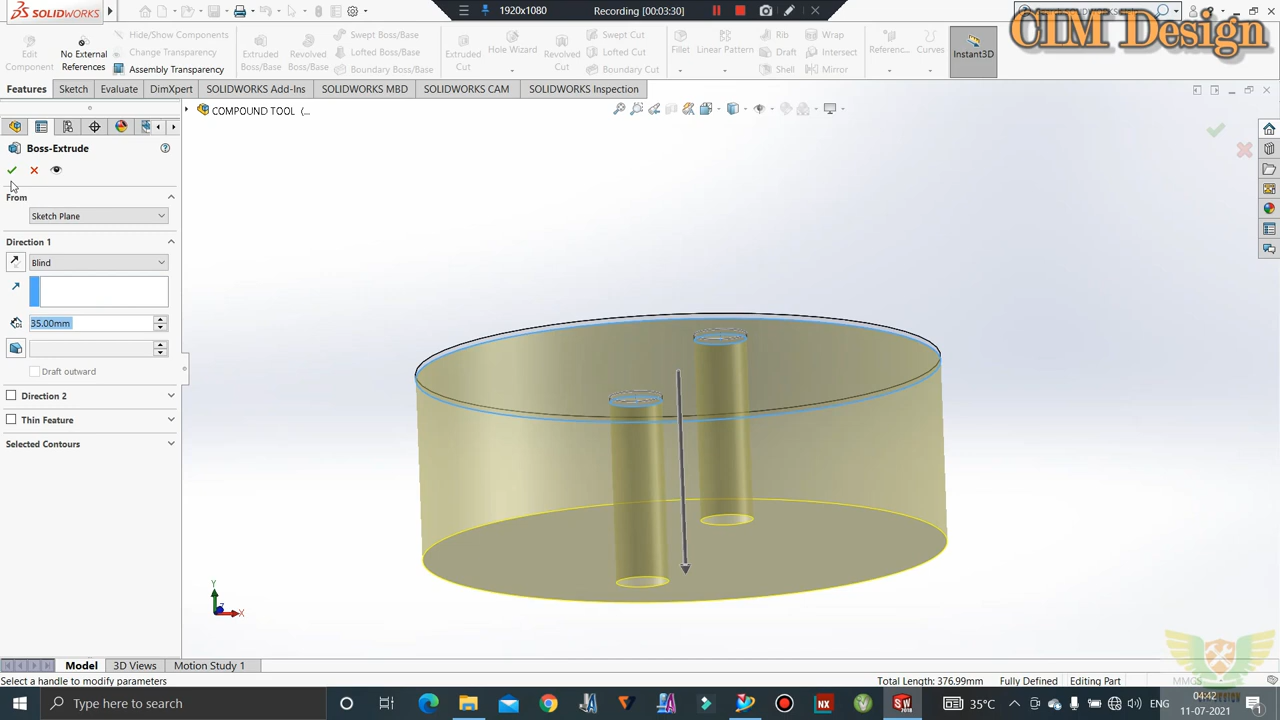 SOLIDWORKS
1920x1080
Recording [00:03:30]
CIM Design
Edit Component
No External References
Hide/Show Components
Change Transparency
Assembly Transparency
Extruded Boss/Base
Revolved Boss/Base
Swept Boss/Base
Lofted Boss/Base
Boundary Boss/Base
Extruded Cut
Hole Wizard
Revolved Cut
Swept Cut
Lofted Cut
Boundary Cut
Fillet
Linear Pattern
Rib
Draft
Shell
Wrap
Intersect
Mirror
Referenc...
Curves
Instant3D
Features
Sketch
Evaluate
DimXpert
SOLIDWORKS Add-Ins
SOLIDWORKS MBD
SOLIDWORKS CAM
SOLIDWORKS Inspection
COMPOUND TOOL (...
Boss-Extrude
From
Sketch Plane
Direction 1
Blind
35.00mm
Draft outward
Direction 2
Thin Feature
Selected Contours
Y
X
Model
3D Views
Motion Study 1
Select a handle to modify parameters
Total Length: 376.99mm
Fully Defined
Editing Part
MMGS
Type here to search
NX
35°C
ENG
04:42
11-07-2021